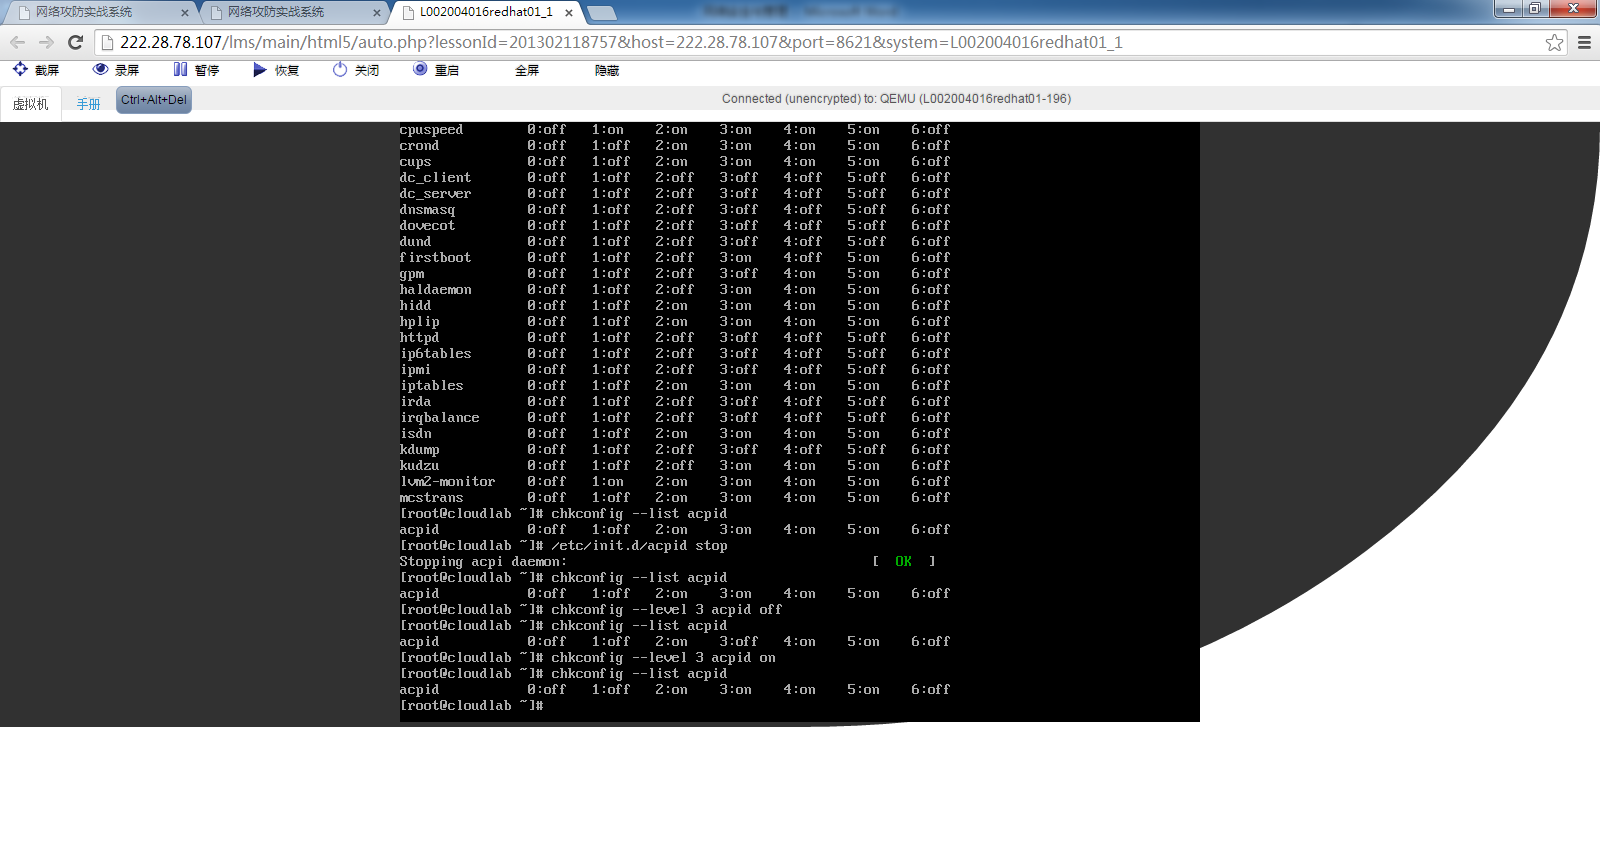 网络攻防实战系统 网络攻防实战系统 L002004016redhat01_1
222.28.78.107/lms/main/html5/auto.php?lessonId=201302118757&host=222.28.78.107&port=8621&system=L002004016redhat01_1
截屏 录屏 暂停 恢复 关闭 重启 全屏 隐藏
虚拟机 手册 Ctrl+Alt+Del Connected (unencrypted) to: QEMU (L002004016redhat01-196)
cpuspeed 0:off 1:on 2:on 3:on 4:on 5:on 6:off
crond 0:off 1:off 2:on 3:on 4:on 5:on 6:off
cups 0:off 1:off 2:on 3:on 4:on 5:on 6:off
dc_client 0:off 1:off 2:off 3:off 4:off 5:off 6:off
dc_server 0:off 1:off 2:off 3:off 4:off 5:off 6:off
dnsmasq 0:off 1:off 2:off 3:off 4:off 5:off 6:off
dovecot 0:off 1:off 2:off 3:off 4:off 5:off 6:off
dund 0:off 1:off 2:off 3:off 4:off 5:off 6:off
firstboot 0:off 1:off 2:off 3:on 4:off 5:on 6:off
gpm 0:off 1:off 2:off 3:off 4:on 5:on 6:off
haldaemon 0:off 1:off 2:off 3:on 4:on 5:on 6:off
hidd 0:off 1:off 2:on 3:on 4:on 5:on 6:off
hplip 0:off 1:off 2:on 3:on 4:on 5:on 6:off
httpd 0:off 1:off 2:off 3:off 4:off 5:off 6:off
ip6tables 0:off 1:off 2:off 3:off 4:off 5:off 6:off
ipmi 0:off 1:off 2:off 3:off 4:off 5:off 6:off
iptables 0:off 1:off 2:on 3:on 4:on 5:on 6:off
irda 0:off 1:off 2:off 3:off 4:off 5:off 6:off
irqbalance 0:off 1:off 2:off 3:off 4:off 5:off 6:off
isdn 0:off 1:off 2:on 3:on 4:on 5:on 6:off
kdump 0:off 1:off 2:off 3:off 4:off 5:off 6:off
kudzu 0:off 1:off 2:off 3:on 4:on 5:on 6:off
lvm2-monitor 0:off 1:on 2:on 3:on 4:on 5:on 6:off
mcstrans 0:off 1:off 2:on 3:on 4:on 5:on 6:off
[root@cloudlab ~]# chkconfig --list acpid
acpid 0:off 1:off 2:on 3:on 4:on 5:on 6:off
[root@cloudlab ~]# /etc/init.d/acpid stop
Stopping acpi daemon: [ OK ]
[root@cloudlab ~]# chkconfig --list acpid
acpid 0:off 1:off 2:on 3:on 4:on 5:on 6:off
[root@cloudlab ~]# chkconfig --level 3 acpid off
[root@cloudlab ~]# chkconfig --list acpid
acpid 0:off 1:off 2:on 3:off 4:on 5:on 6:off
[root@cloudlab ~]# chkconfig --level 3 acpid on
[root@cloudlab ~]# chkconfig --list acpid
acpid 0:off 1:off 2:on 3:on 4:on 5:on 6:off
[root@cloudlab ~]#